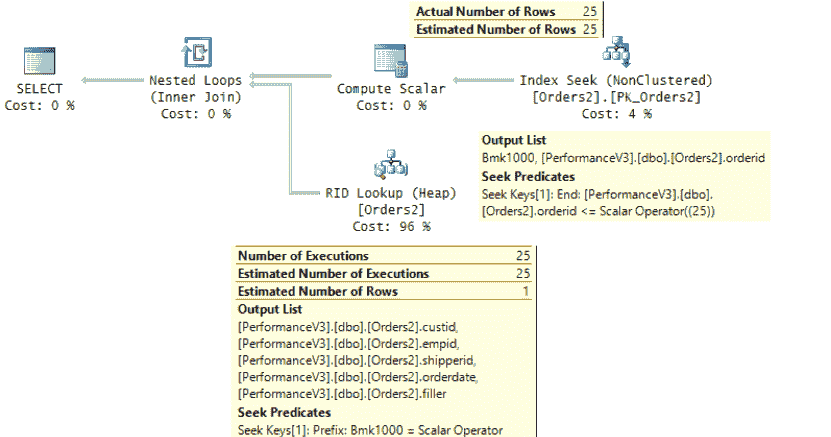 Actual Number of Rows 25
Estimated Number of Rows 25
SELECT
Cost: 0 %
Nested Loops
(Inner Join)
Cost: 0 %
Compute Scalar
Cost: 0 %
Index Seek (NonClustered)
[Orders2].[PK_Orders2]
Cost: 4 %
Output List
Bmk1000, [PerformanceV3].[dbo].[Orders2].orderid
Seek Predicates
Seek Keys[1]: End: [PerformanceV3].[dbo].
[Orders2].orderid <= Scalar Operator((25))
RID Lookup (Heap)
[Orders2]
Cost: 96 %
Number of Executions 25
Estimated Number of Executions 25
Estimated Number of Rows 1
Output List
[PerformanceV3].[dbo].[Orders2].custid,
[PerformanceV3].[dbo].[Orders2].empid,
[PerformanceV3].[dbo].[Orders2].shipperid,
[PerformanceV3].[dbo].[Orders2].orderdate,
[PerformanceV3].[dbo].[Orders2].filler
Seek Predicates
Seek Keys[1]: Prefix: Bmk1000 = Scalar Operator